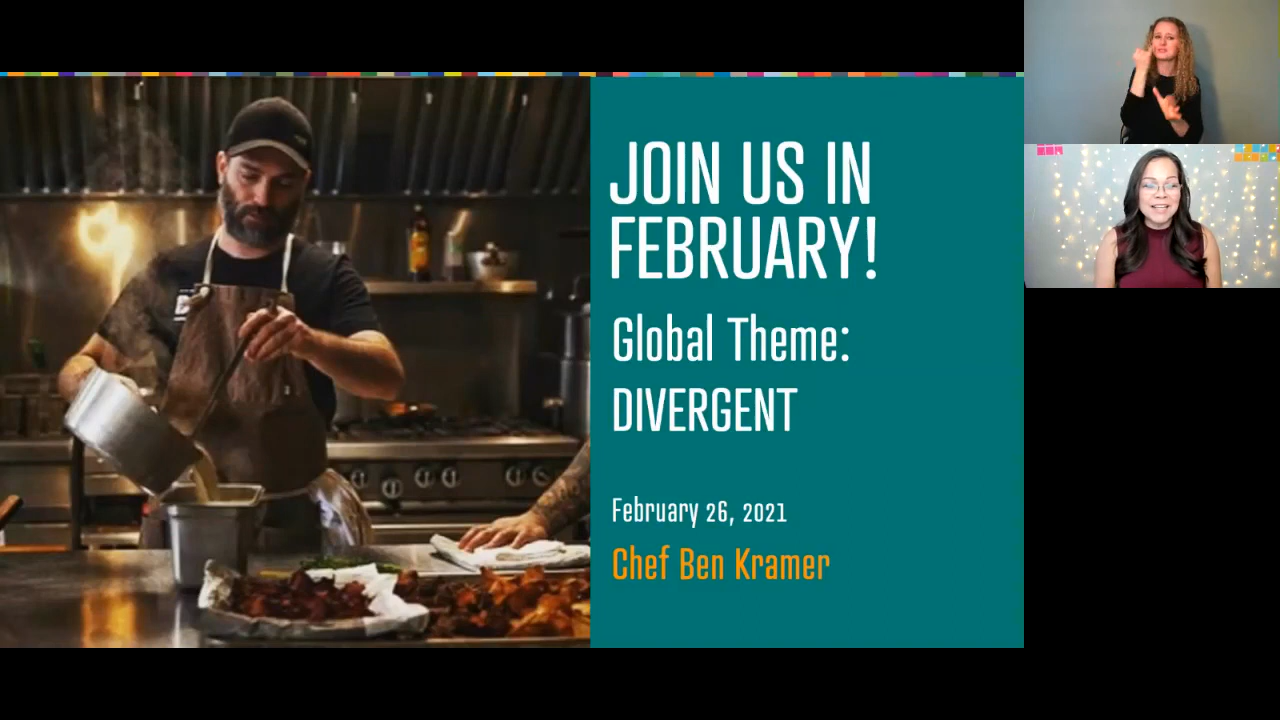 JOIN US IN
FEBRUARY!
Global Theme:
DIVERGENT
February 26, 2021
Chef Ben Kramer